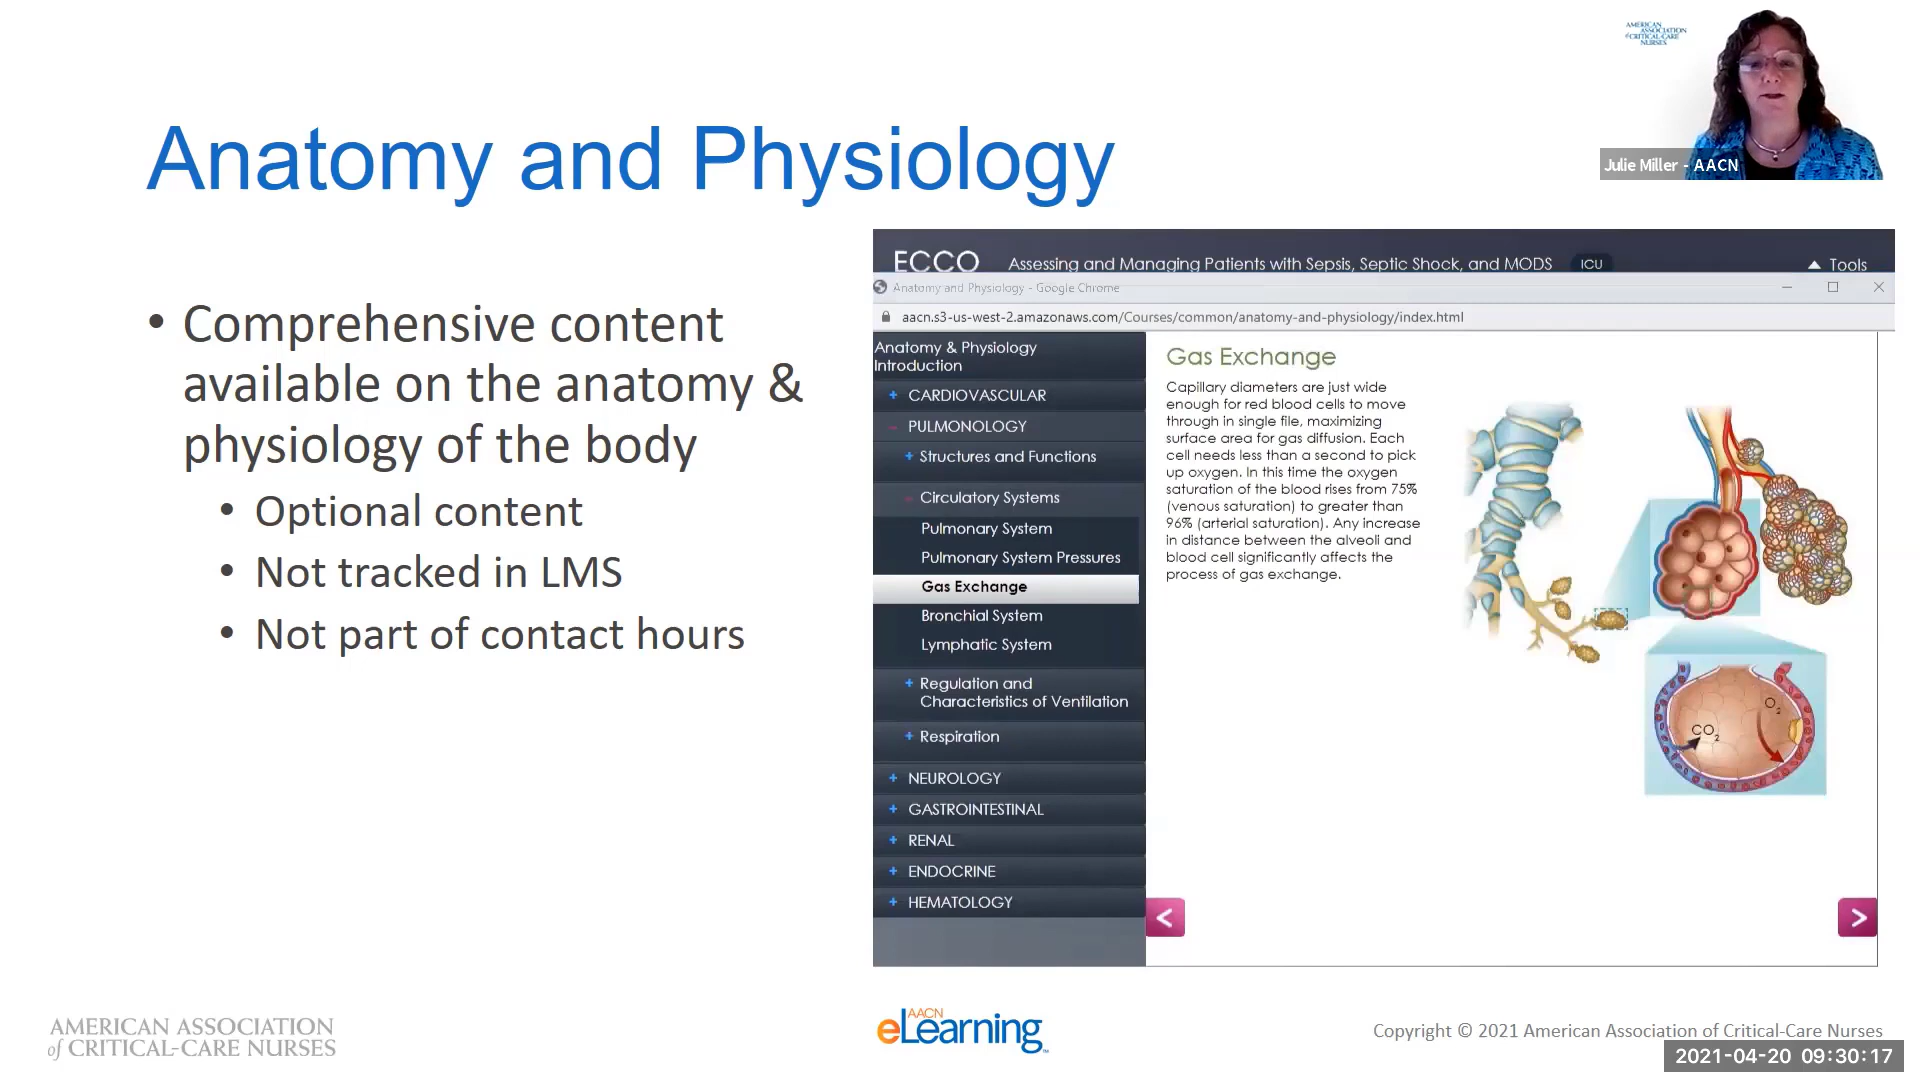 AMERICAN
ASSOCIATION
of CRITICAL-CARE
NURSES
Julie Miller - AACN
Anatomy and Physiology
• Comprehensive content
available on the anatomy &
physiology of the body
• Optional content
• Not tracked in LMS
• Not part of contact hours
ECCO Assessing and Managing Patients with Sepsis, Septic Shock, and MODS ICU Tools
Anatomy and Physiology - Google Chrome
aacn.s3-us-west-2.amazonaws.com/Courses/common/anatomy-and-physiology/index.html
Anatomy & Physiology
Introduction
+ CARDIOVASCULAR
- PULMONOLOGY
+ Structures and Functions
- Circulatory Systems
Pulmonary System
Pulmonary System Pressures
Gas Exchange
Bronchial System
Lymphatic System
+ Regulation and
Characteristics of Ventilation
+ Respiration
+ NEUROLOGY
+ GASTROINTESTINAL
+ RENAL
+ ENDOCRINE
+ HEMATOLOGY
Gas Exchange
Capillary diameters are just wide
enough for red blood cells to move
through in single file, maximizing
surface area for gas diffusion. Each
cell needs less than a second to pick
up oxygen. In this time the oxygen
saturation of the blood rises from 75%
(venous saturation) to greater than
96% (arterial saturation). Any increase
in distance between the alveoli and
blood cell significantly affects the
process of gas exchange.
O2
CO2
< >
AMERICAN ASSOCIATION
of CRITICAL-CARE NURSES
AACN
eLearning™
Copyright © 2021 American Association of Critical-Care Nurses
2021-04-20 09:30:17